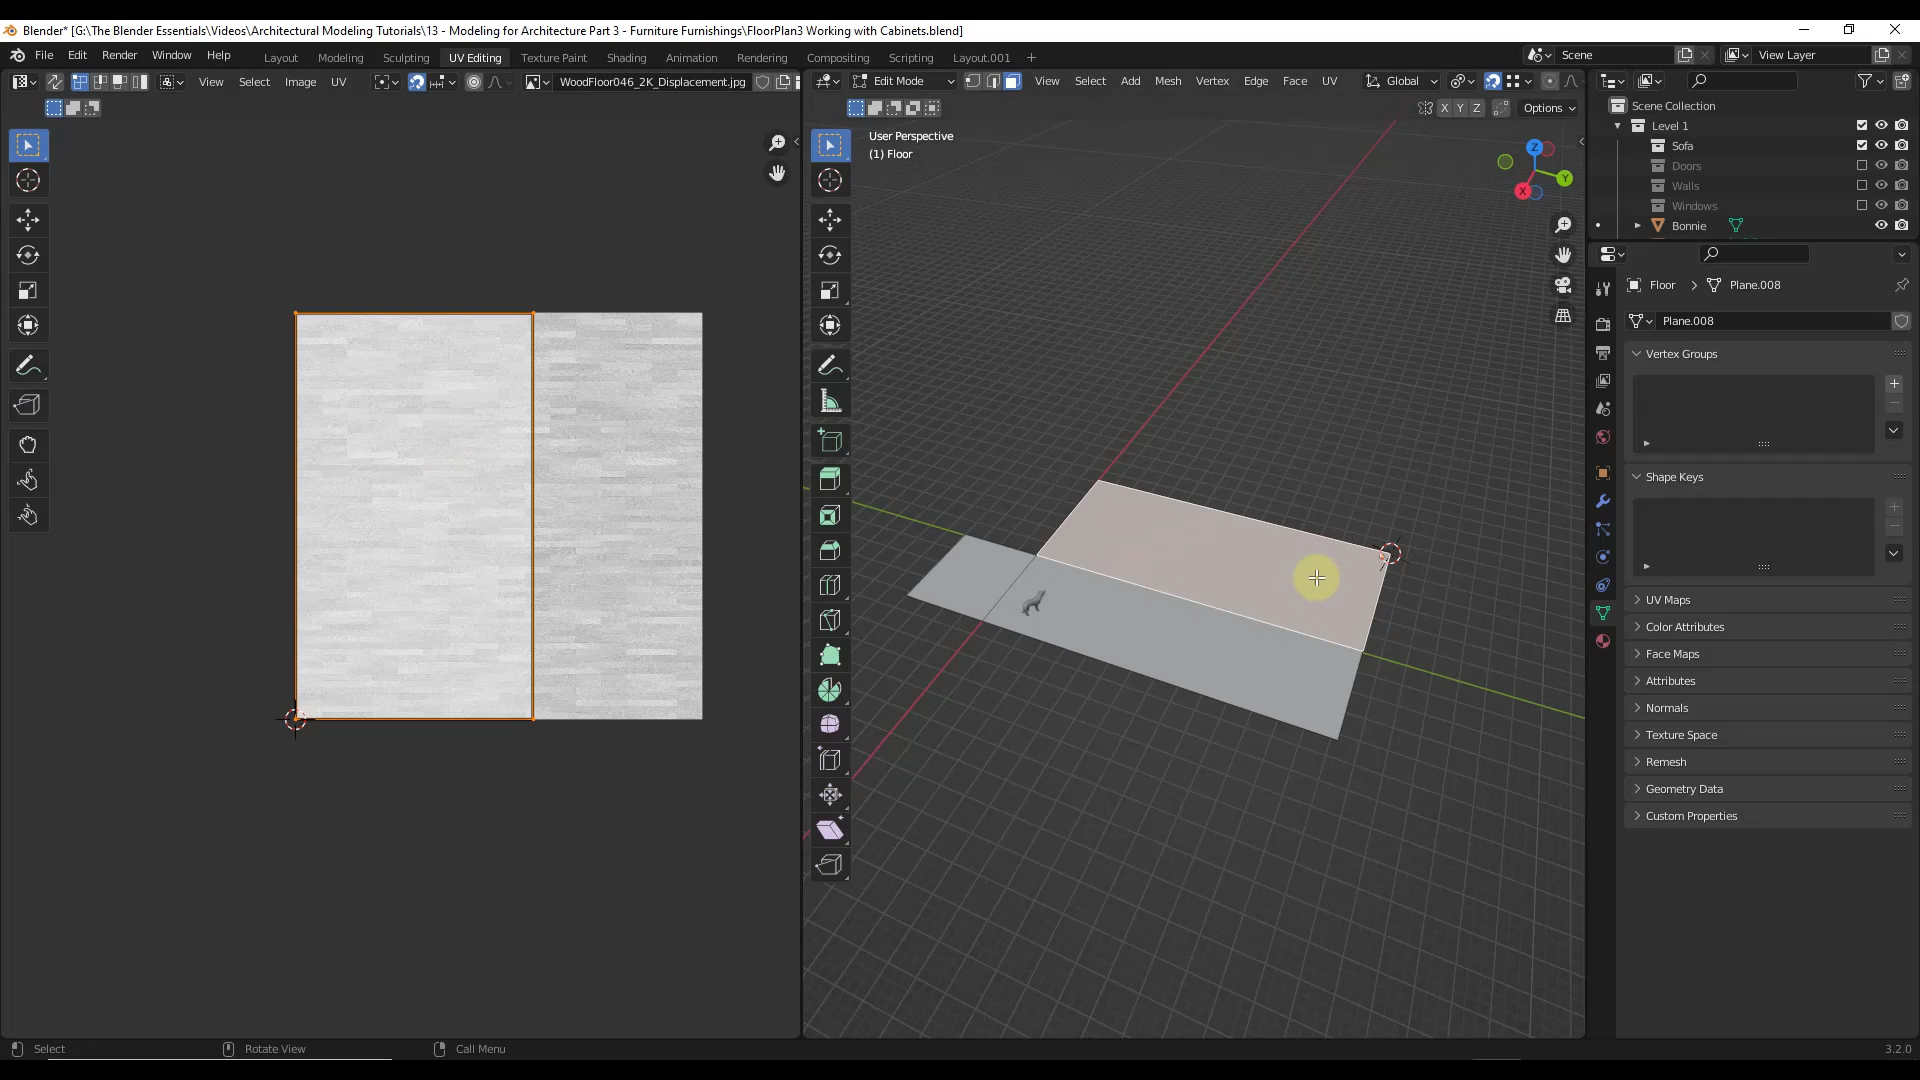 Blender* [G:\The Blender Essentials\Videos\Architectural Modeling Tutorials\13 - Modeling for Architecture Part 3 - Furniture Furnishings\FloorPlan3 Working with Cabinets.blend]
File Edit Render Window Help Layout Modeling Sculpting UV Editing Texture Paint Shading Animation Rendering Compositing Scripting Layout.001 + Scene View Layer
View Select Image UV WoodFloor046_2K_Displacement.jpg Edit Mode View Select Add Mesh Vertex Edge Face UV Global
X Y Z Options
Scene Collection
Level 1
Sofa
Doors
Walls
Windows
Bonnie
User Perspective
(1) Floor
Z
Y
X
Floor > Plane.008
Plane.008
Vertex Groups
Shape Keys
UV Maps
Color Attributes
Face Maps
Attributes
Normals
Texture Space
Remesh
Geometry Data
Custom Properties
Select Rotate View Call Menu 3.2.0